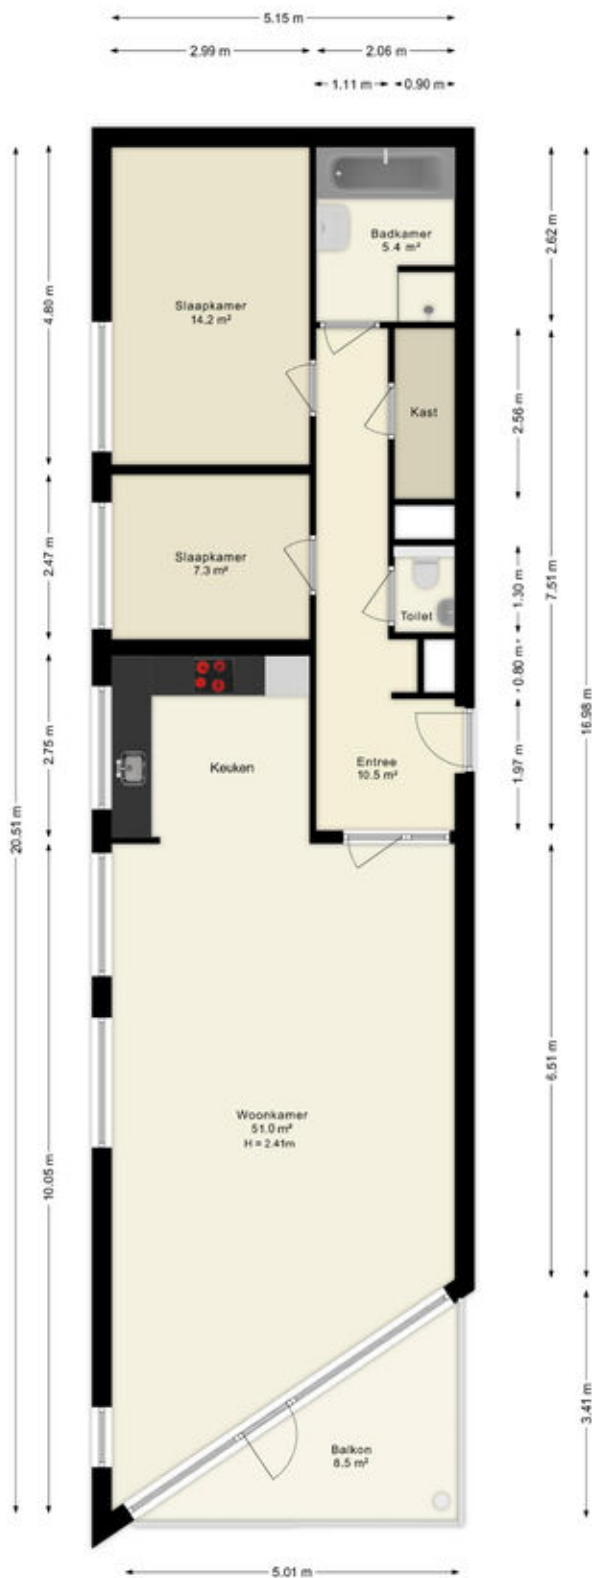 5.15 m
2.99 m
2.06 m
1.11 m
0.90 m
Badkamer
5.4 m²
2.62 m
Slaapkamer
14.2 m²
4.80 m
Kast
2.56 m
Slaapkamer
7.3 m²
2.47 m
Toilet
1.30 m
7.51 m
0.80 m
16.98 m
Keuken
2.75 m
Entree
10.5 m²
1.97 m
20.51 m
6.51 m
Woonkamer
51.0 m²
H = 2.41m
10.05 m
3.41 m
Balkon
8.5 m²
5.01 m